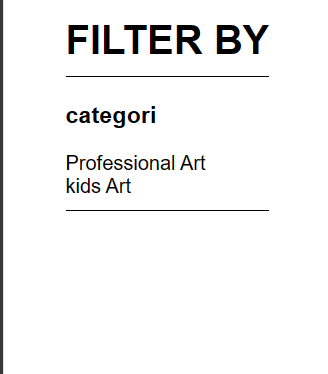 FILTER BY
categori
Professional Art
kids Art